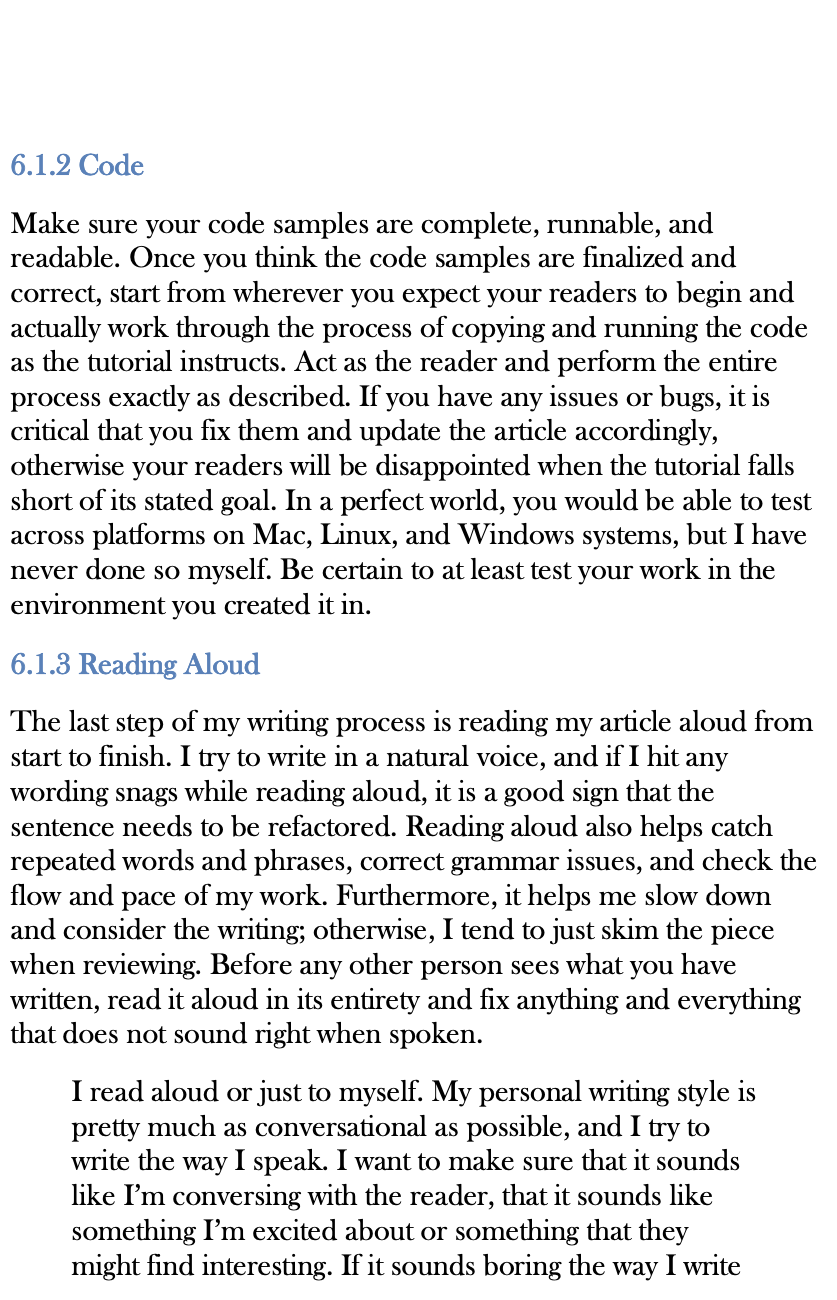 6.1.2 Code
Make sure your code samples are complete, runnable, and
readable. Once you think the code samples are finalized and
correct, start from wherever you expect your readers to begin and
actually work through the process of copying and running the code
as the tutorial instructs. Act as the reader and perform the entire
process exactly as described. If you have any issues or bugs, it is
critical that you fix them and update the article accordingly,
otherwise your readers will be disappointed when the tutorial falls
short of its stated goal. In a perfect world, you would be able to test
across platforms on Mac, Linux, and Windows systems, but I have
never done so myself. Be certain to at least test your work in the
environment you created it in.
6.1.3 Reading Aloud
The last step of my writing process is reading my article aloud from
start to finish. I try to write in a natural voice, and if I hit any
wording snags while reading aloud, it is a good sign that the
sentence needs to be refactored. Reading aloud also helps catch
repeated words and phrases, correct grammar issues, and check the
flow and pace of my work. Furthermore, it helps me slow down
and consider the writing; otherwise, I tend to just skim the piece
when reviewing. Before any other person sees what you have
written, read it aloud in its entirety and fix anything and everything
that does not sound right when spoken.
I read aloud or just to myself. My personal writing style is
pretty much as conversational as possible, and I try to
write the way I speak. I want to make sure that it sounds
like I’m conversing with the reader, that it sounds like
something I’m excited about or something that they
might find interesting. If it sounds boring the way I write